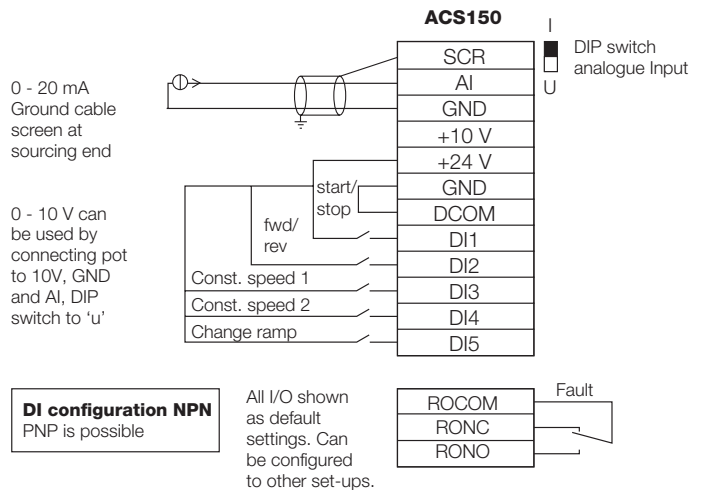 ACS150
I
DIP switch
analogue Input
U
SCR
AI
GND
+10 V
+24 V
GND
DCOM
DI1
DI2
DI3
DI4
DI5
0 - 20 mA
Ground cable
screen at
sourcing end
0 - 10 V can
be used by
connecting pot
to 10V, GND
and AI, DIP
switch to ‘u’
start/
stop
fwd/
rev
Const. speed 1
Const. speed 2
Change ramp
DI configuration NPN
PNP is possible
All I/O shown
as default
settings. Can
be configured
to other set-ups.
ROCOM
RONC
RONO
Fault